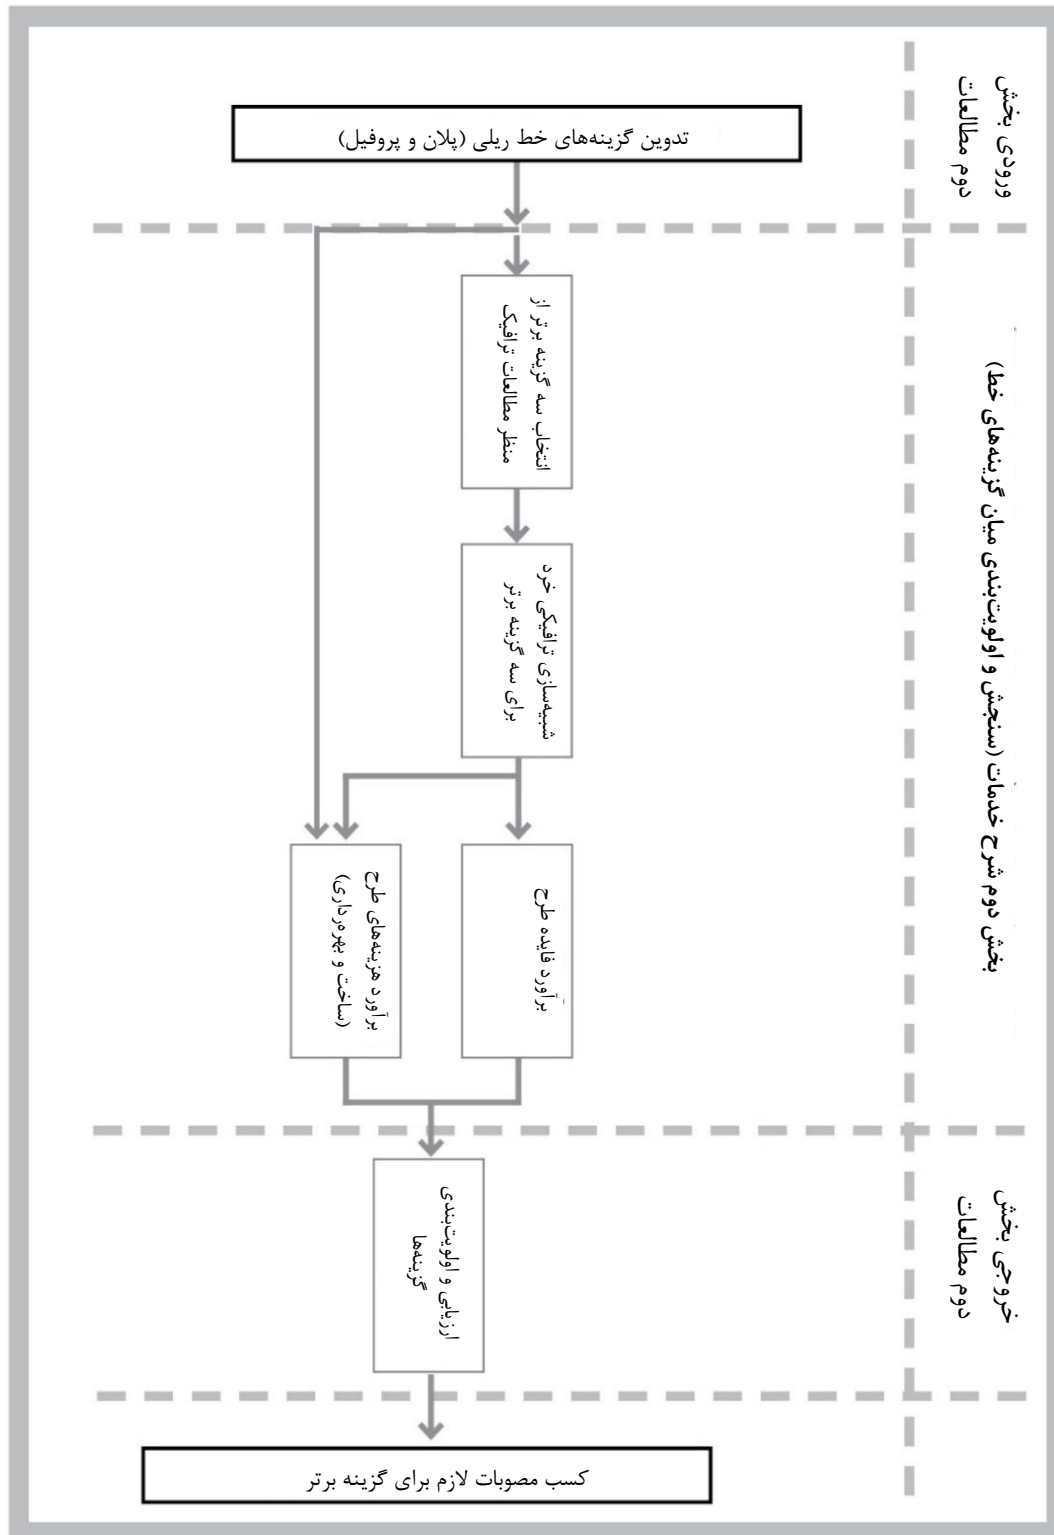 ورودی بخش
دوم مطالعات
تدوین گزینه‌های خط ریلی (پلان و پروفیل)
بخش دوم شرح خدمات (سنجش و اولویت‌بندی میان گزینه‌های خط)
انتخاب سه گزینه برتر از
منظر مطالعات ترافیک
شبیه‌سازی ترافیکی خرد
برای سه گزینه برتر
برآورد فایده طرح
برآورد هزینه‌های طرح
(ساخت و بهره‌برداری)
خروجی بخش
دوم مطالعات
ارزیابی و اولویت‌بندی
گزینه‌ها
کسب مصوبات لازم برای گزینه برتر